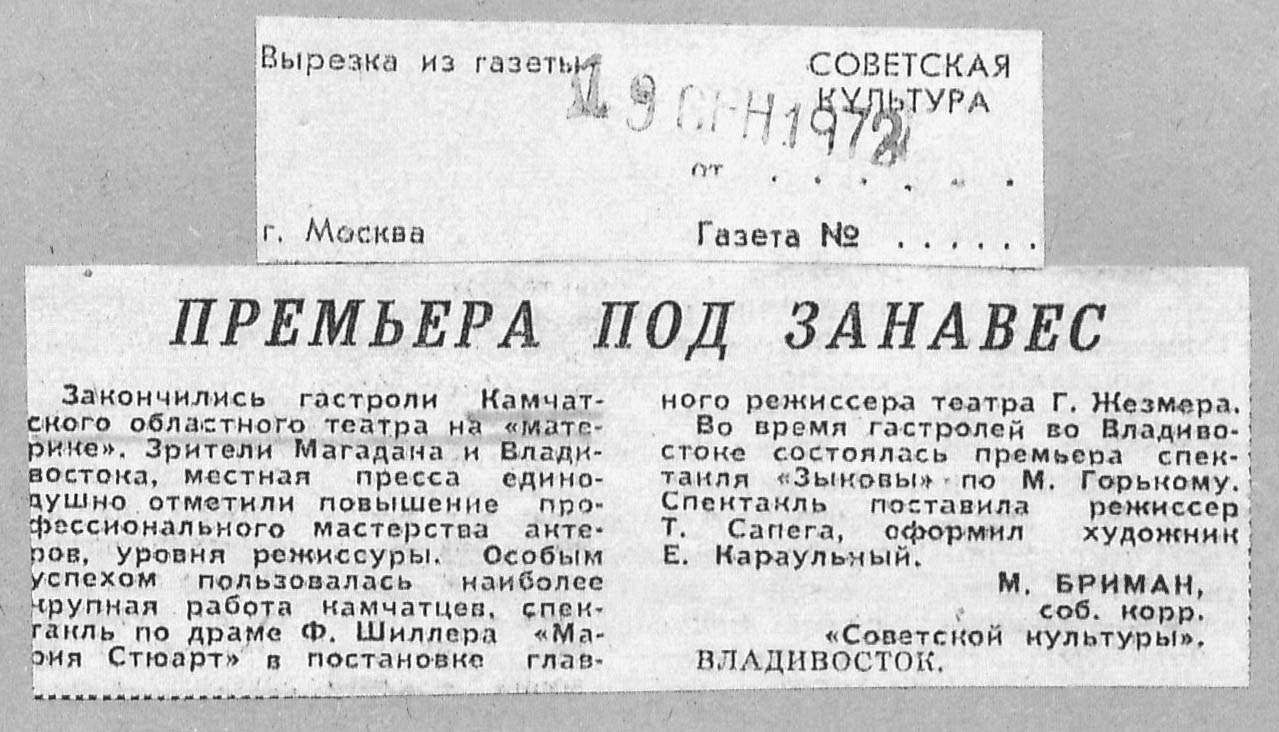 Вырезка из газеты
СОВЕТСКАЯ
КУЛЬТУРА
19 СЕН 1972
от . . . . . .
г. Москва
Газета № . . . . . .
ПРЕМЬЕРА ПОД ЗАНАВЕС
Закончились гастроли Камчат-
ского областного театра на «мате-
рике». Зрители Магадана и Влади-
востока, местная пресса едино-
душно отметили повышение про-
фессионального мастерства акте-
ров, уровня режиссуры. Особым
успехом пользовалась наиболее
крупная работа камчатцев, спек-
такль по драме Ф. Шиллера «Ма-
рия Стюарт» в постановке глав-
ного режиссера театра Г. Жезмера.
Во время гастролей во Владиво-
стоке состоялась премьера спек-
такля «Зыковы» по М. Горькому.
Спектакль поставила режиссер
Т. Сапега, оформил художник
Е. Караульный.
М. БРИМАН,
соб. корр.
«Советской культуры».
ВЛАДИВОСТОК.